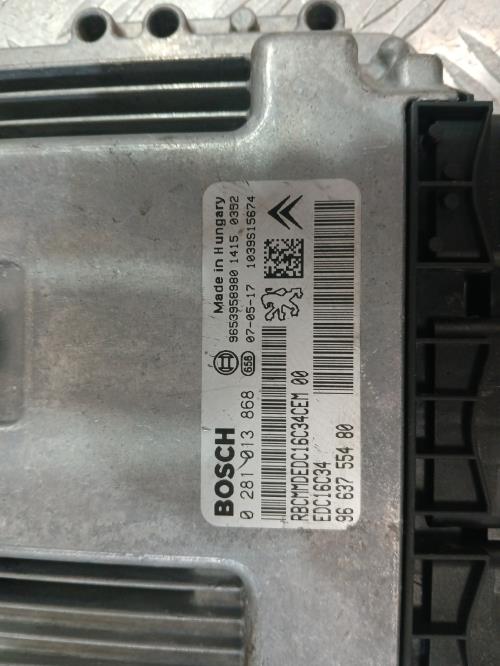 BOSCH
0 281 013 868
658
Made in Hungary
9653958980 1415 0352
07-05-17 1039S15674
RBCMMDEDC16C34CEM 00
EDC16C34
96 637 554 80